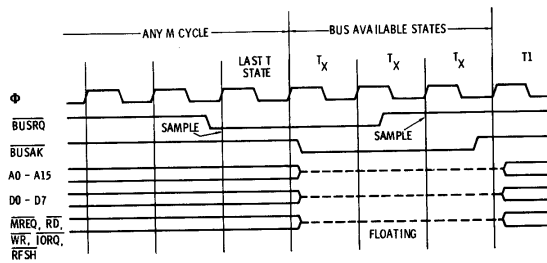 ANY M CYCLE
BUS AVAILABLE STATES
LAST T
STATE
TX
TX
TX
T1
Φ
BUSRQ
SAMPLE
SAMPLE
BUSAK
A0 - A15
D0 - D7
MREQ, RD,
WR, IORQ,
RFSH
FLOATING